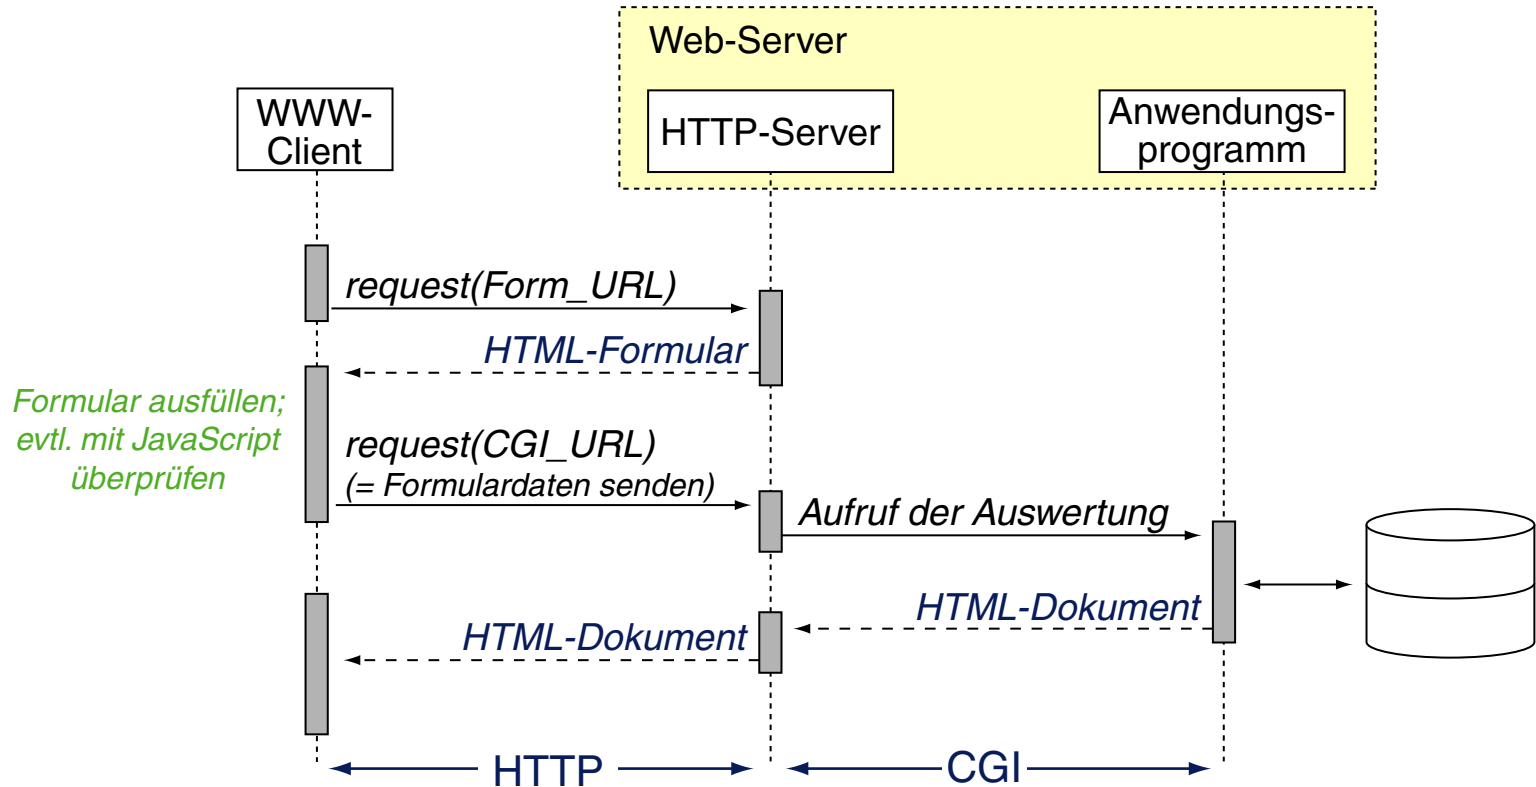 Web-Server
WWW-
Client
HTTP-Server
Anwendungs-
programm
request(Form_URL)
HTML-Formular
Formular ausfüllen;
evtl. mit JavaScript
überprüfen
request(CGI_URL)
(= Formulardaten senden)
Aufruf der Auswertung
HTML-Dokument
HTML-Dokument
HTTP
CGI